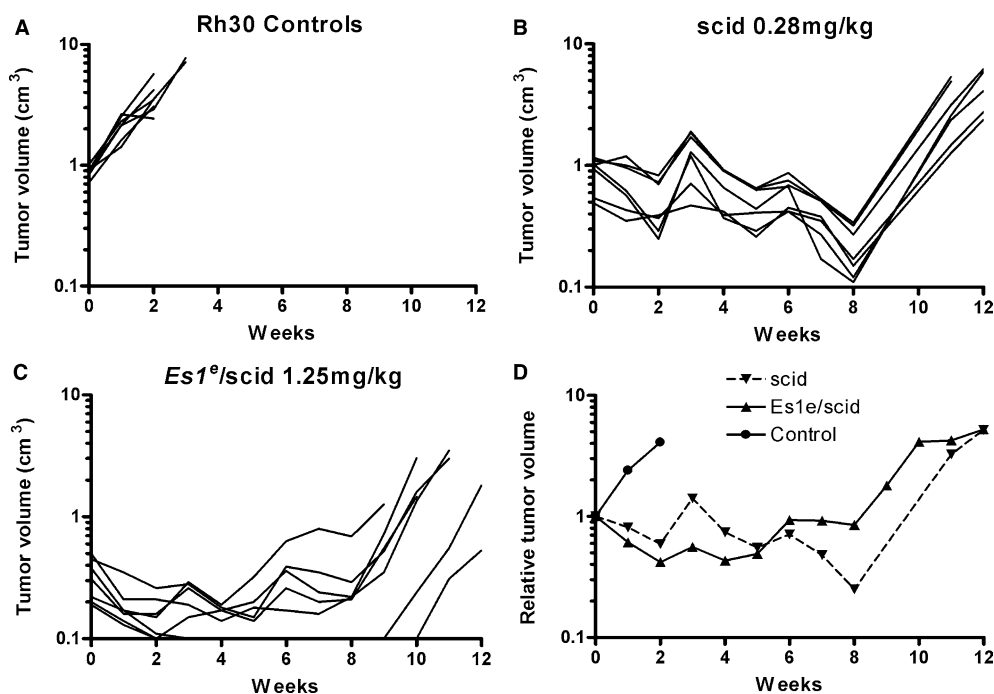 A
Rh30 Controls
Tumor volume (cm³)
10
1
0.1
0 2 4 6 8 10 12
Weeks
B
scid 0.28mg/kg
Tumor volume (cm³)
10
1
0.1
0 2 4 6 8 10 12
Weeks
C
Es1ᵉ/scid 1.25mg/kg
Tumor volume (cm³)
10
1
0.1
0 2 4 6 8 10 12
Weeks
D
scid
Es1e/scid
Control
Relative tumor volume
10
1
0.1
0 2 4 6 8 10 12
Weeks